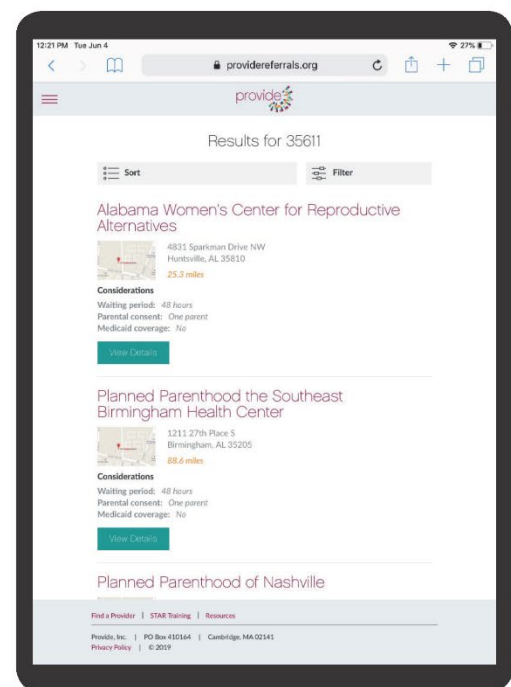 12:21 PM Tue Jun 4
27%
providereferrals.org
provide
Results for 35611
Sort
Filter
Alabama Women's Center for Reproductive
Alternatives
4831 Sparkman Drive NW
Huntsville, AL 35810
25.3 miles
Considerations
Waiting period: 48 hours
Parental consent: One parent
Medicaid coverage: No
View Details
Planned Parenthood the Southeast
Birmingham Health Center
1211 27th Place S
Birmingham, AL 35205
88.6 miles
Considerations
Waiting period: 48 hours
Parental consent: One parent
Medicaid coverage: No
View Details
Planned Parenthood of Nashville
Find a Provider | STAR Training | Resources
Provide, Inc. | PO Box 410164 | Cambridge, MA 02141
Privacy Policy | © 2019